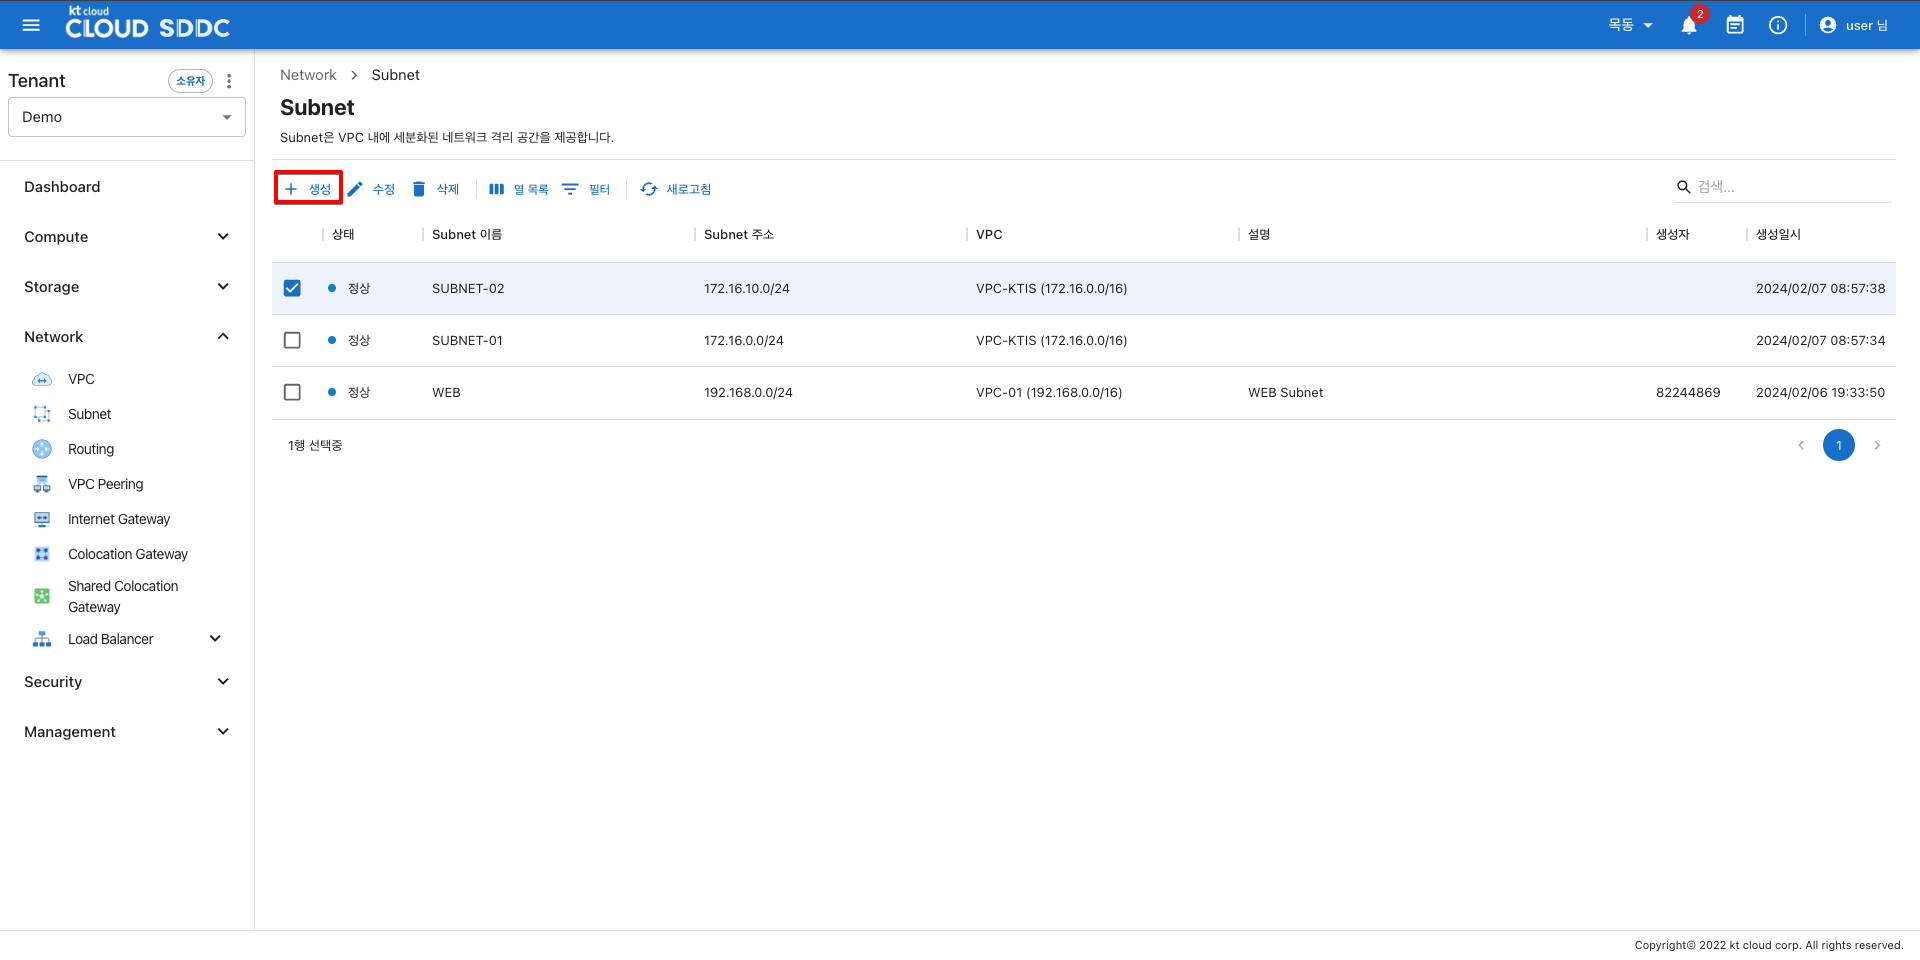 kt cloud
CLOUD SDDC
목동
2
user 님
Tenant
소유자
Demo
Dashboard
Compute
Storage
Network
VPC
Subnet
Routing
VPC Peering
Internet Gateway
Colocation Gateway
Shared Colocation
Gateway
Load Balancer
Security
Management
Network > Subnet
Subnet
Subnet은 VPC 내에 세분화된 네트워크 격리 공간을 제공합니다.
생성 수정 삭제 열 목록 필터 새로고침 검색...
상태 Subnet 이름 Subnet 주소 VPC 설명 생성자 생성일시
정상 SUBNET-02 172.16.10.0/24 VPC-KTIS (172.16.0.0/16) 2024/02/07 08:57:38
정상 SUBNET-01 172.16.0.0/24 VPC-KTIS (172.16.0.0/16) 2024/02/07 08:57:34
정상 WEB 192.168.0.0/24 VPC-01 (192.168.0.0/16) WEB Subnet 82244869 2024/02/06 19:33:50
1행 선택중
1
Copyright© 2022 kt cloud corp. All rights reserved.